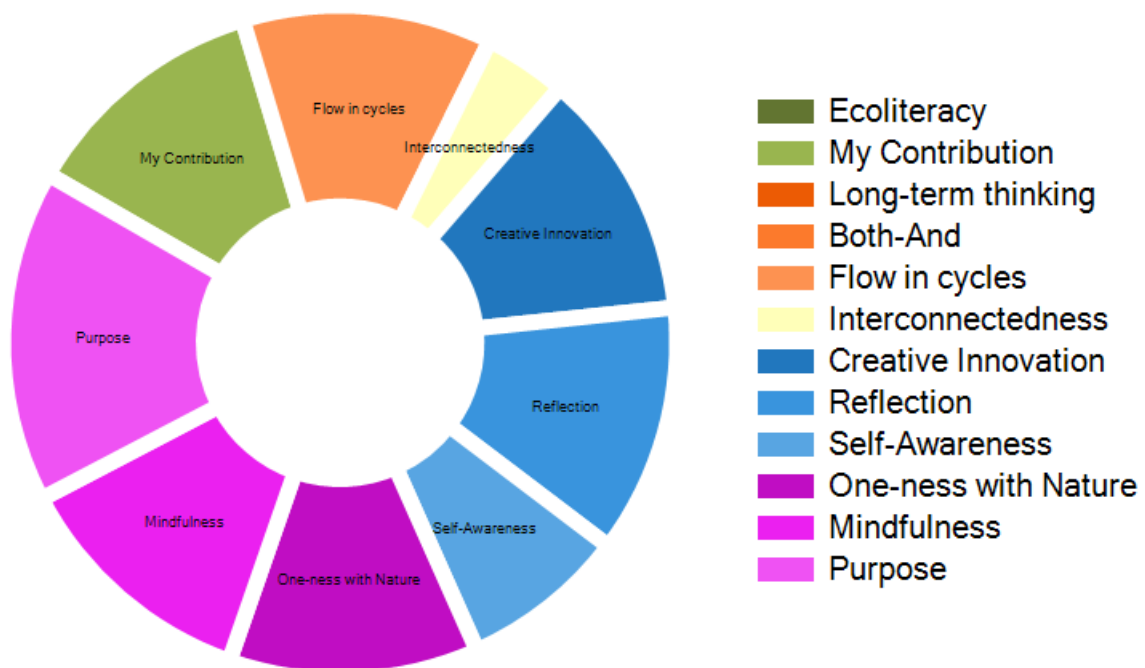 Flow in cycles
Interconnectedness
My Contribution
Creative Innovation
Purpose
Reflection
Mindfulness
Self-Awareness
One-ness with Nature
Ecoliteracy
My Contribution
Long-term thinking
Both-And
Flow in cycles
Interconnectedness
Creative Innovation
Reflection
Self-Awareness
One-ness with Nature
Mindfulness
Purpose